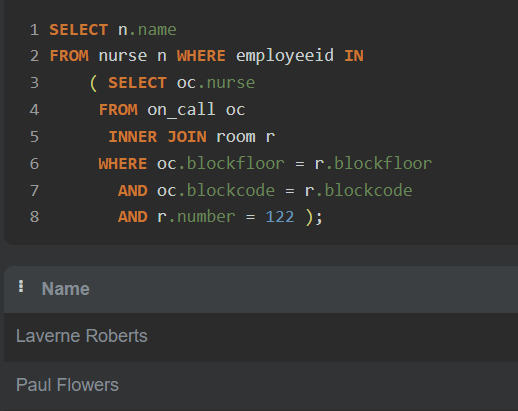 1 SELECT n.name
2 FROM nurse n WHERE employeeid IN
3 ( SELECT oc.nurse
4 FROM on_call oc
5 INNER JOIN room r
6 WHERE oc.blockfloor = r.blockfloor
7 AND oc.blockcode = r.blockcode
8 AND r.number = 122 );
Name
Laverne Roberts
Paul Flowers